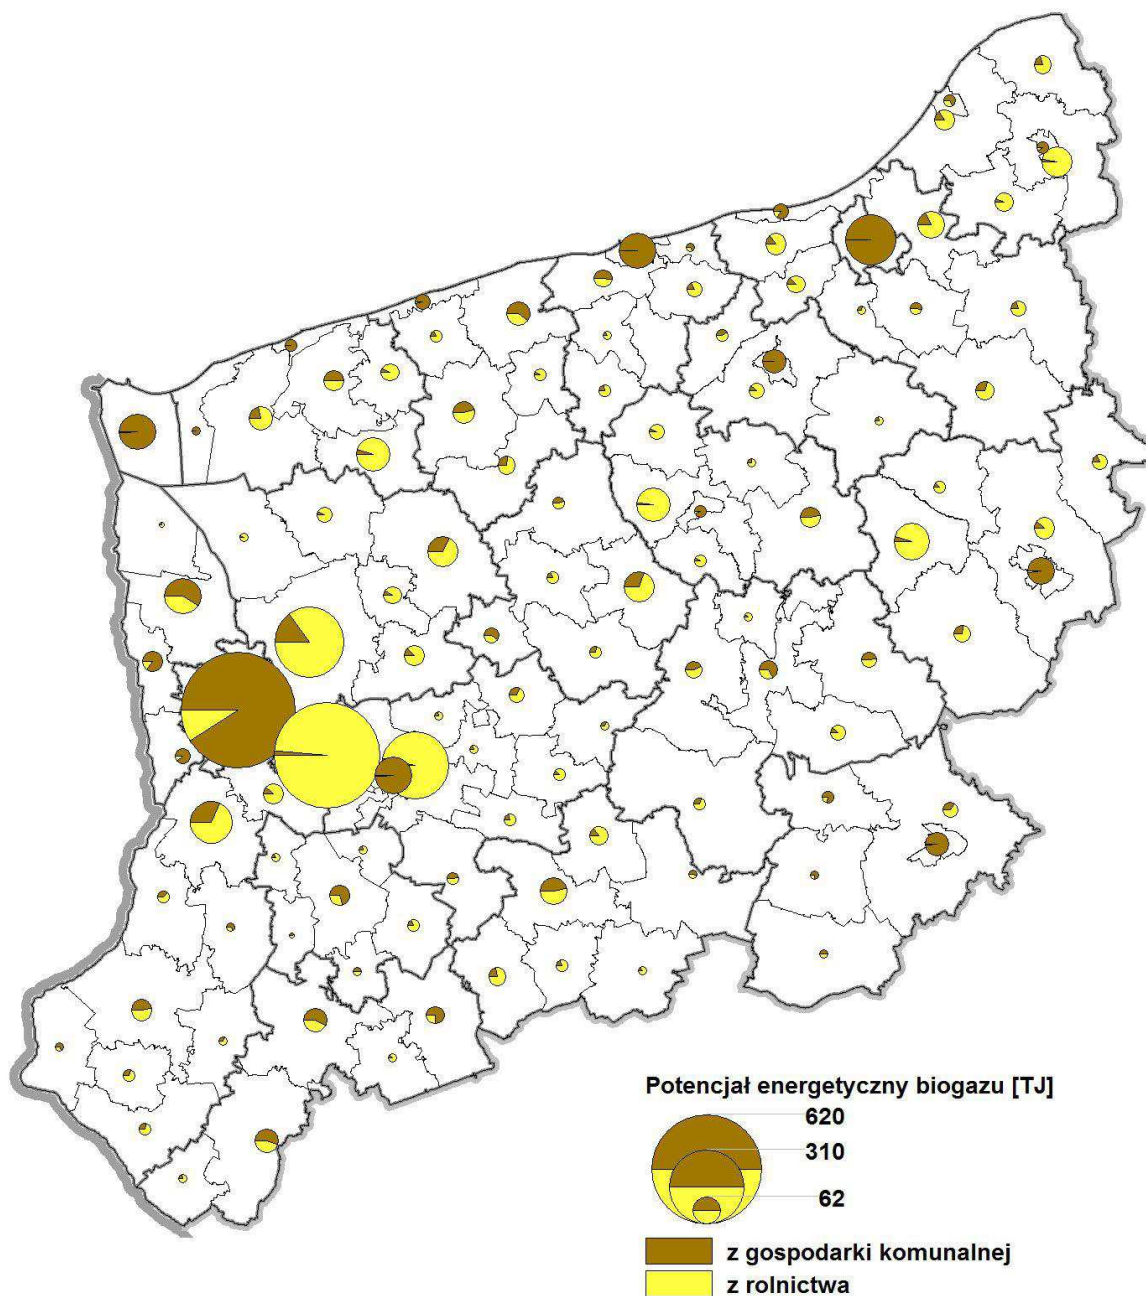 Potencjał energetyczny biogazu [TJ]
620
310
62
z gospodarki komunalnej
z rolnictwa